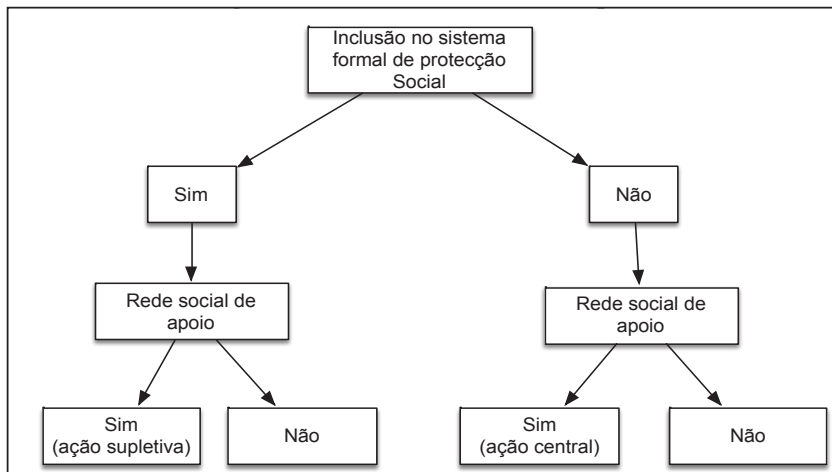 Inclusão no sistema
formal de protecção
Social
Sim
Não
Rede social de
apoio
Rede social de
apoio
Sim
(ação supletiva)
Não
Sim
(ação central)
Não